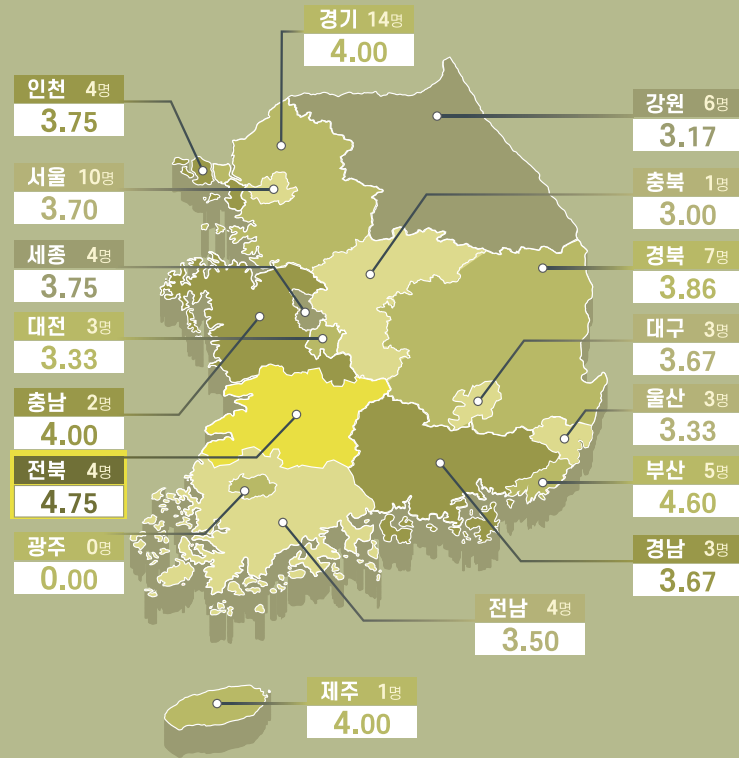 경기 14명
4.00
인천 4명
3.75
강원 6명
3.17
서울 10명
3.70
충북 1명
3.00
세종 4명
3.75
경북 7명
3.86
대전 3명
3.33
대구 3명
3.67
충남 2명
4.00
울산 3명
3.33
전북 4명
4.75
부산 5명
4.60
광주 0명
0.00
경남 3명
3.67
전남 4명
3.50
제주 1명
4.00